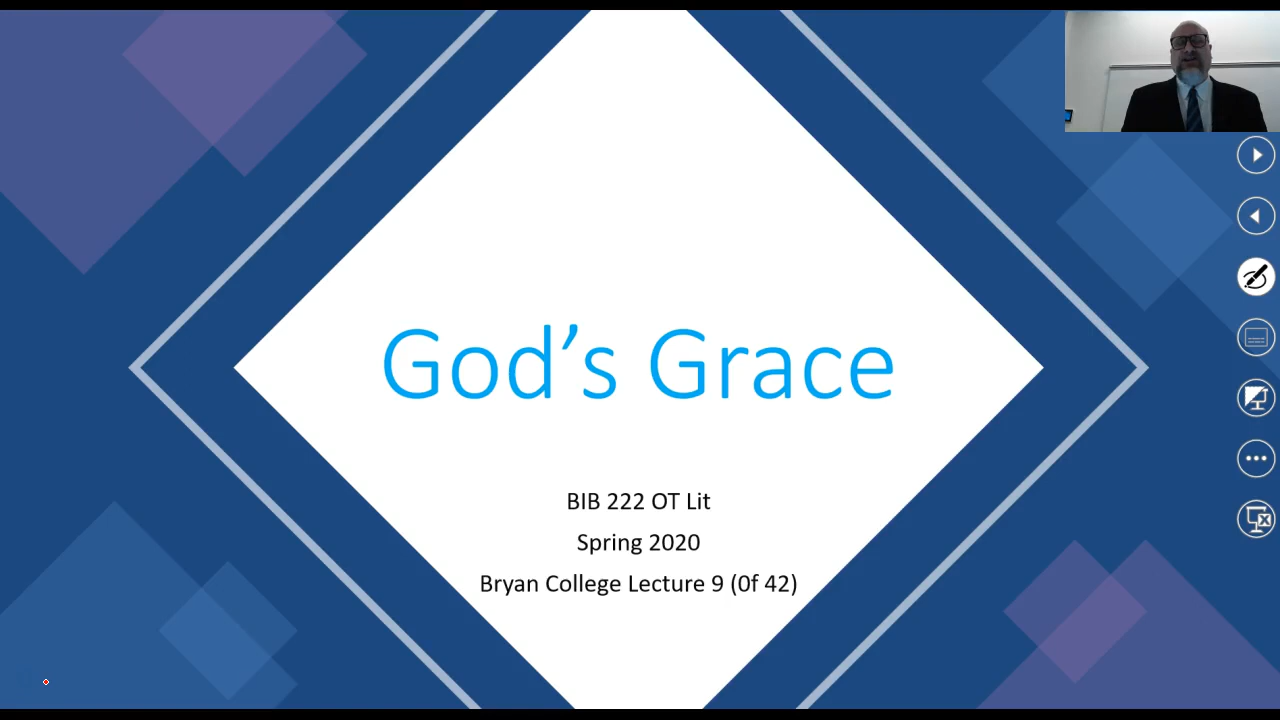 God’s Grace
BIB 222 OT Lit
Spring 2020
Bryan College Lecture 9 (0f 42)